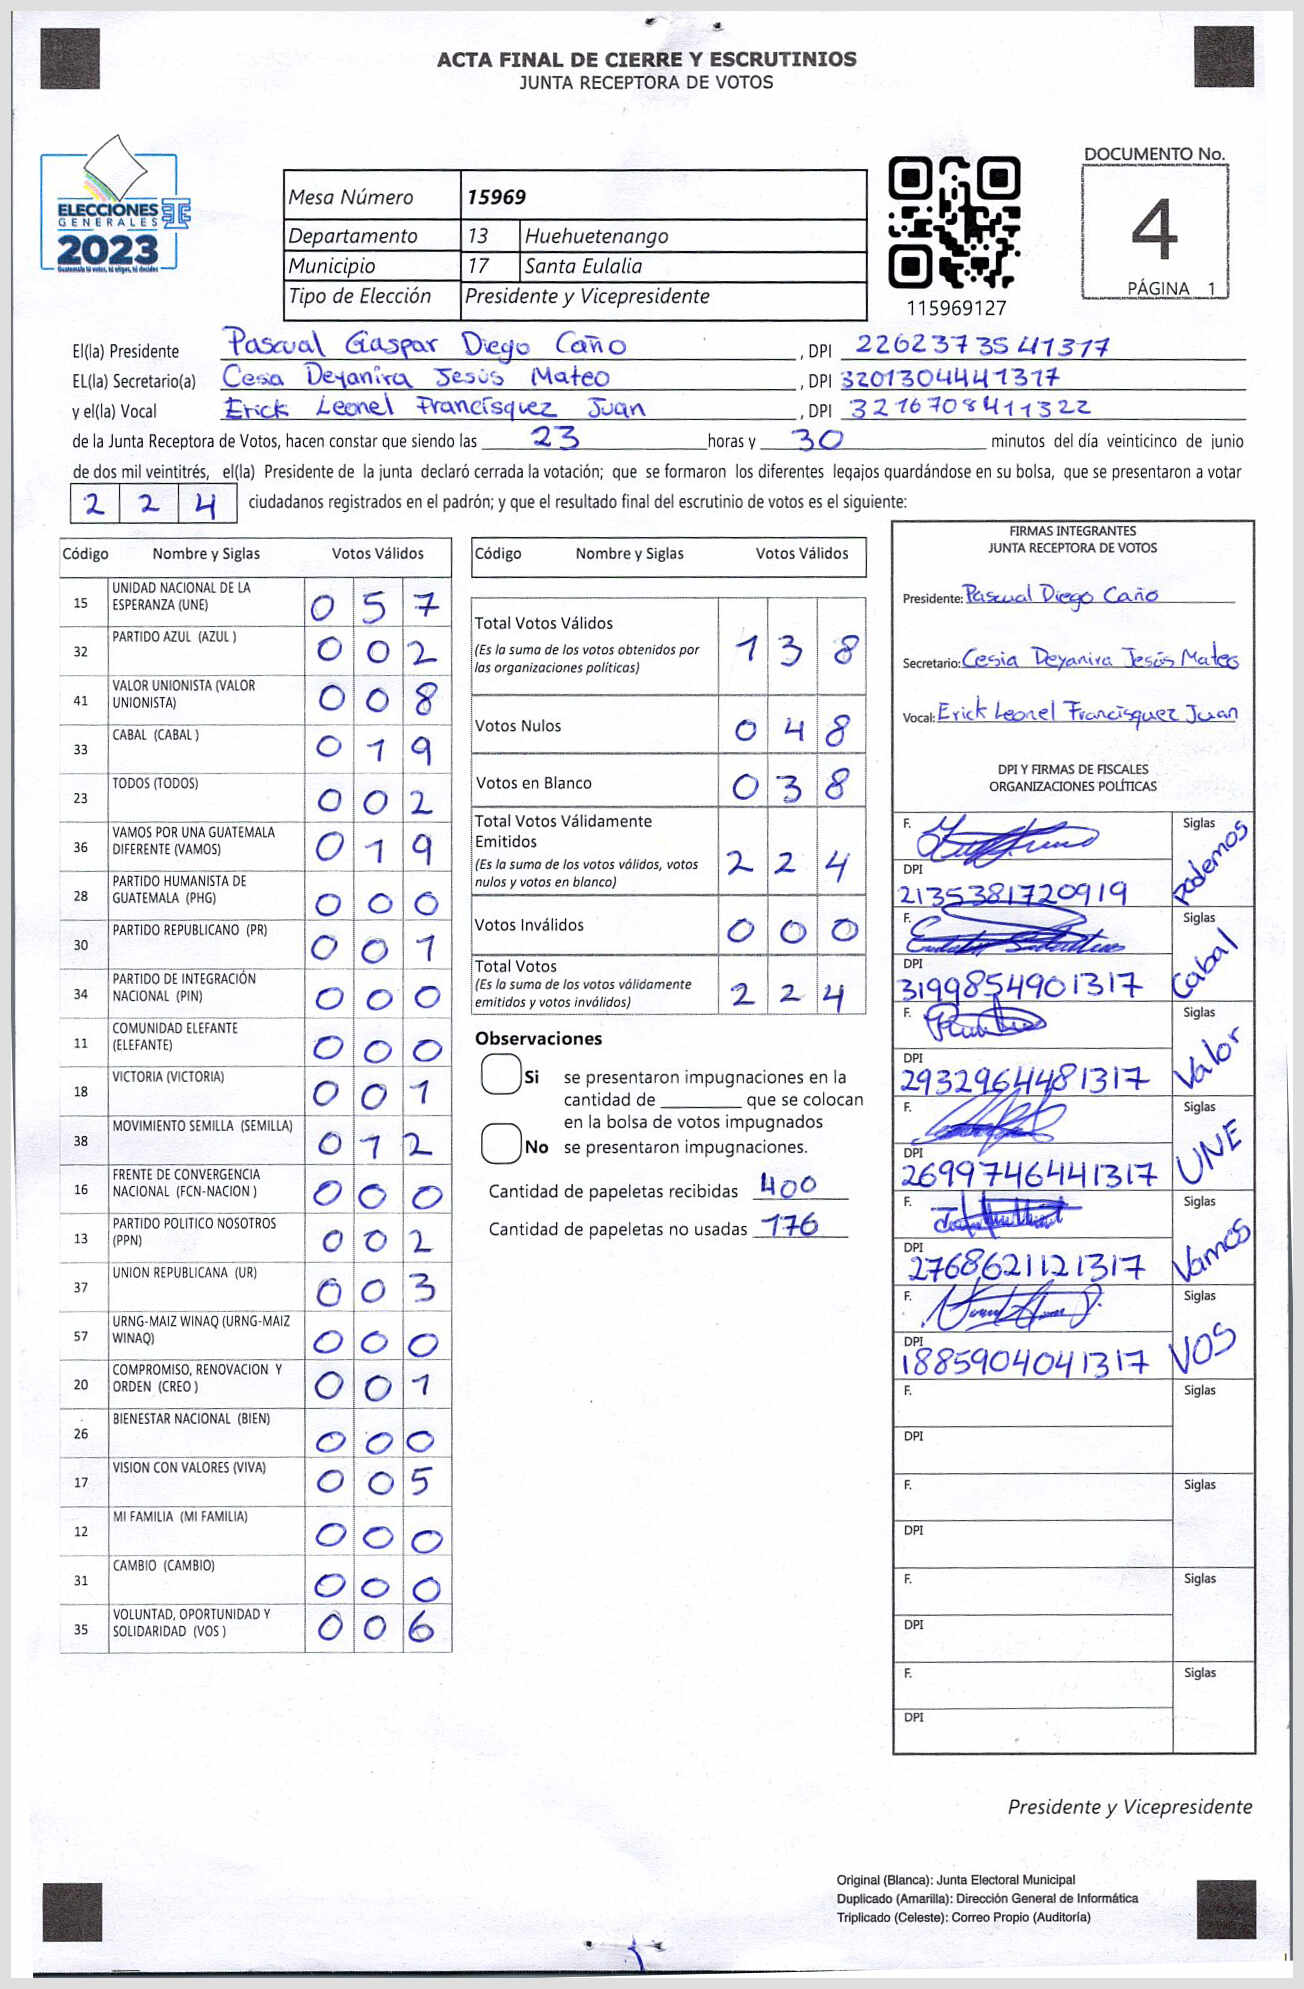 ACTA FINAL DE CIERRE Y ESCRUTINIOS
JUNTA RECEPTORA DE VOTOS
ELECCIONES
GENERALES
2023
Guatemala tú votas, tú eliges, tú decides
Mesa Número 15969
Departamento 13 Huehuetenango
Municipio 17 Santa Eulalia
Tipo de Elección Presidente y Vicepresidente
115969127
DOCUMENTO No.
4
PÁGINA 1
El(la) Presidente Pascual Gaspar Diego Caño , DPI 2262373541317
EL(la) Secretario(a) Cesia Deyanira Jesús Mateo , DPI 3201304441317
y el(la) Vocal Erick Leonel Francisquez Juan , DPI 3216708411322
de la Junta Receptora de Votos, hacen constar que siendo las 23 horas y 30 minutos del día veinticinco de junio
de dos mil veintitrés, el(la) Presidente de la junta declaró cerrada la votación; que se formaron los diferentes legajos guardándose en su bolsa, que se presentaron a votar
2 2 4 ciudadanos registrados en el padrón; y que el resultado final del escrutinio de votos es el siguiente:
Código Nombre y Siglas Votos Válidos
15 UNIDAD NACIONAL DE LA ESPERANZA (UNE) 0 5 7
32 PARTIDO AZUL (AZUL ) 0 0 2
41 VALOR UNIONISTA (VALOR UNIONISTA) 0 0 8
33 CABAL (CABAL ) 0 1 9
23 TODOS (TODOS) 0 0 2
36 VAMOS POR UNA GUATEMALA DIFERENTE (VAMOS) 0 1 9
28 PARTIDO HUMANISTA DE GUATEMALA (PHG) 0 0 0
30 PARTIDO REPUBLICANO (PR) 0 0 1
34 PARTIDO DE INTEGRACIÓN NACIONAL (PIN) 0 0 0
11 COMUNIDAD ELEFANTE (ELEFANTE) 0 0 0
18 VICTORIA (VICTORIA) 0 0 1
38 MOVIMIENTO SEMILLA (SEMILLA) 0 1 2
16 FRENTE DE CONVERGENCIA NACIONAL (FCN-NACION ) 0 0 0
13 PARTIDO POLITICO NOSOTROS (PPN) 0 0 2
37 UNION REPUBLICANA (UR) 0 0 3
57 URNG-MAIZ WINAQ (URNG-MAIZ WINAQ) 0 0 0
20 COMPROMISO, RENOVACION Y ORDEN (CREO ) 0 0 1
26 BIENESTAR NACIONAL (BIEN) 0 0 0
17 VISION CON VALORES (VIVA) 0 0 5
12 MI FAMILIA (MI FAMILIA) 0 0 0
31 CAMBIO (CAMBIO) 0 0 0
35 VOLUNTAD, OPORTUNIDAD Y SOLIDARIDAD (VOS ) 0 0 6
Código Nombre y Siglas Votos Válidos
Total Votos Válidos
(Es la suma de los votos obtenidos por
las organizaciones políticas) 1 3 8
Votos Nulos 0 4 8
Votos en Blanco 0 3 8
Total Votos Válidamente
Emitidos
(Es la suma de los votos válidos, votos
nulos y votos en blanco) 2 2 4
Votos Inválidos 0 0 0
Total Votos
(Es la suma de los votos válidamente
emitidos y votos inválidos) 2 2 4
Observaciones
Si se presentaron impugnaciones en la
cantidad de ________ que se colocan
en la bolsa de votos impugnados
No se presentaron impugnaciones.
Cantidad de papeletas recibidas 400
Cantidad de papeletas no usadas 176
FIRMAS INTEGRANTES
JUNTA RECEPTORA DE VOTOS
Presidente: Pascual Diego Caño
Secretario: Cesia Deyanira Jesús Mateo
Vocal: Erick Leonel Francisquez Juan
DPI Y FIRMAS DE FISCALES
ORGANIZACIONES POLÍTICAS
F. Siglas Podemos
DPI
2135381720919
F. Siglas Cabal
DPI
3199854901317
F. Siglas Valor
DPI
2932964481317
F. Siglas UNE
DPI
2699746441317
F. Siglas Vamos
DPI
2768621121317
F. Siglas VOS
DPI
1885904041317
F. Siglas
DPI
F. Siglas
DPI
F. Siglas
DPI
F. Siglas
DPI
Presidente y Vicepresidente
Original (Blanca): Junta Electoral Municipal
Duplicado (Amarilla): Dirección General de Informática
Triplicado (Celeste): Correo Propio (Auditoría)